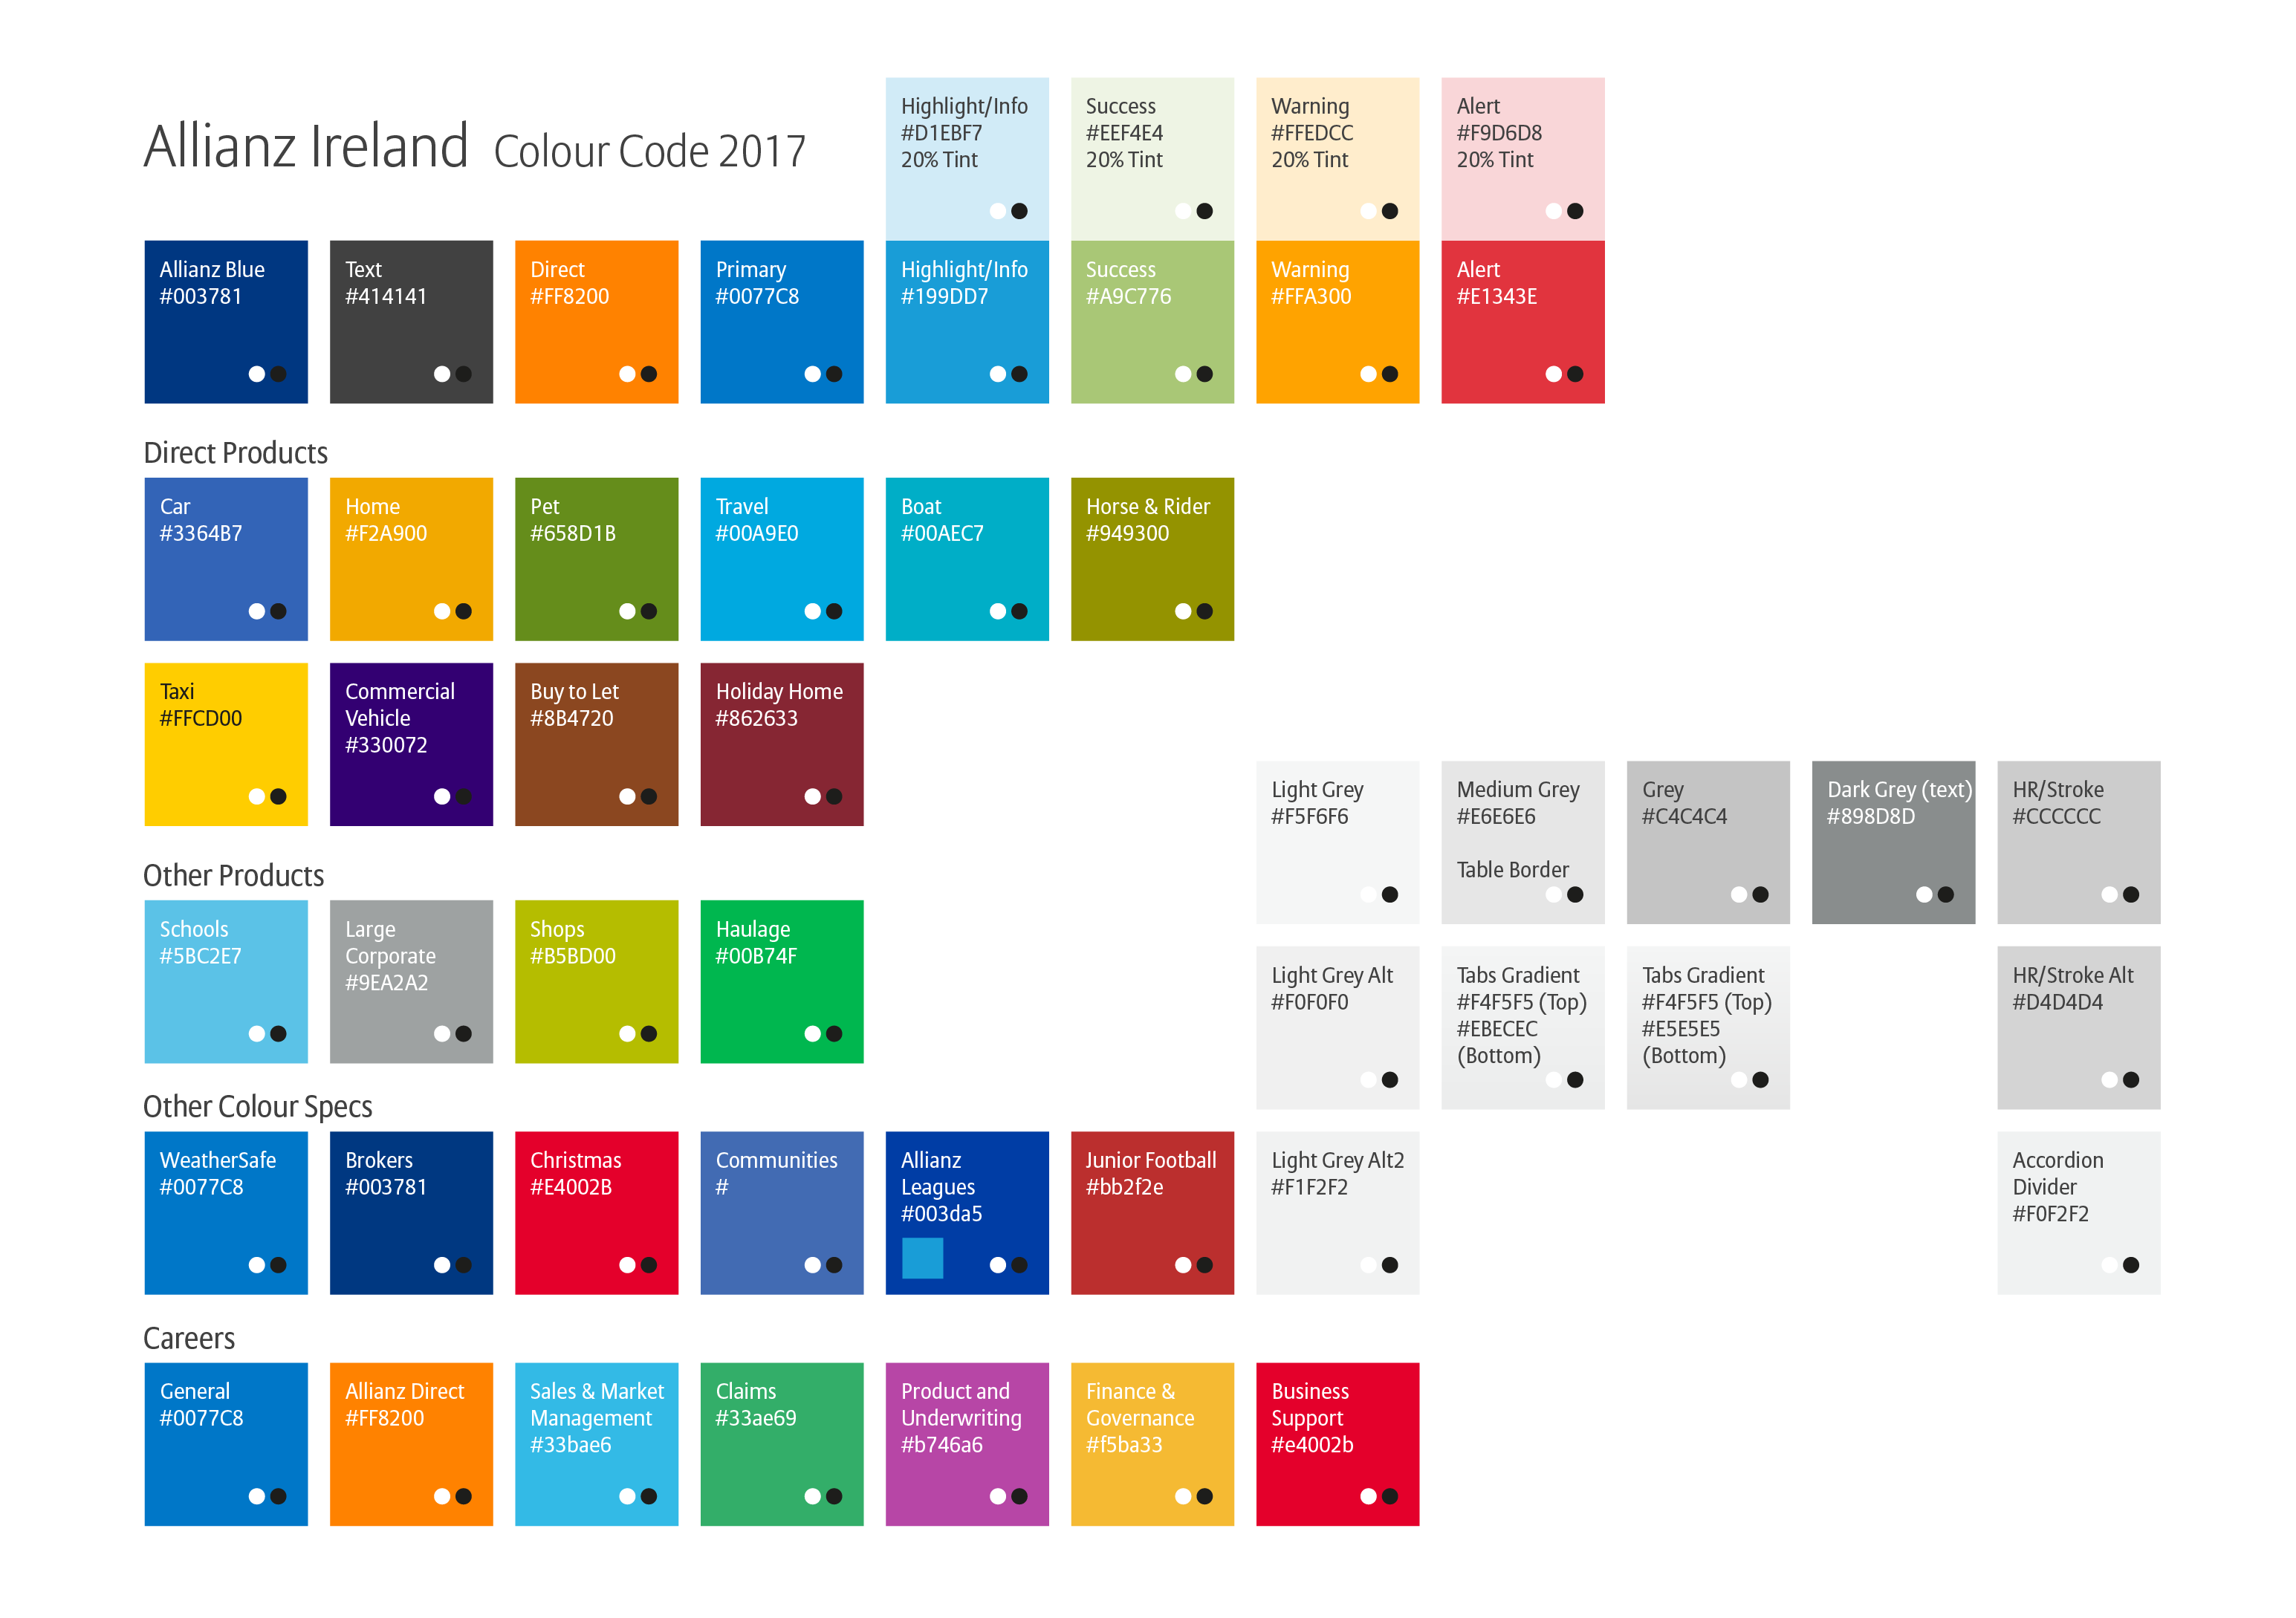 Allianz Ireland Colour Code 2017
Highlight/Info
#D1EBF7
20% Tint
Success
#EEF4E4
20% Tint
Warning
#FFEDCC
20% Tint
Alert
#F9D6D8
20% Tint
Allianz Blue
#003781
Text
#414141
Direct
#FF8200
Primary
#0077C8
Highlight/Info
#199DD7
Success
#A9C776
Warning
#FFA300
Alert
#E1343E
Direct Products
Car
#3364B7
Home
#F2A900
Pet
#658D1B
Travel
#00A9E0
Boat
#00AEC7
Horse & Rider
#949300
Taxi
#FFCD00
Commercial
Vehicle
#330072
Buy to Let
#8B4720
Holiday Home
#862633
Light Grey
#F5F6F6
Medium Grey
#E6E6E6
Table Border
Grey
#C4C4C4
Dark Grey (text)
#898D8D
HR/Stroke
#CCCCCC
Other Products
Schools
#5BC2E7
Large
Corporate
#9EA2A2
Shops
#B5BD00
Haulage
#00B74F
Light Grey Alt
#F0F0F0
Tabs Gradient
#F4F5F5 (Top)
#EBECEC
(Bottom)
Tabs Gradient
#F4F5F5 (Top)
#E5E5E5
(Bottom)
HR/Stroke Alt
#D4D4D4
Other Colour Specs
WeatherSafe
#0077C8
Brokers
#003781
Christmas
#E4002B
Communities
#
Allianz
Leagues
#003da5
Junior Football
#bb2f2e
Light Grey Alt2
#F1F2F2
Accordion
Divider
#F0F2F2
Careers
General
#0077C8
Allianz Direct
#FF8200
Sales & Market
Management
#33bae6
Claims
#33ae69
Product and
Underwriting
#b746a6
Finance &
Governance
#f5ba33
Business
Support
#e4002b